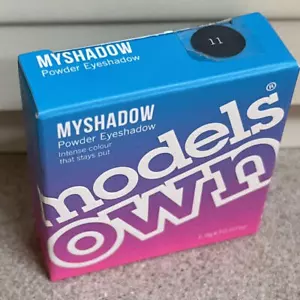 MYSHADOW
Powder Eyeshadow
11
MYSHADOW
Powder Eyeshadow
Intense colour
that stays put
models
own
®